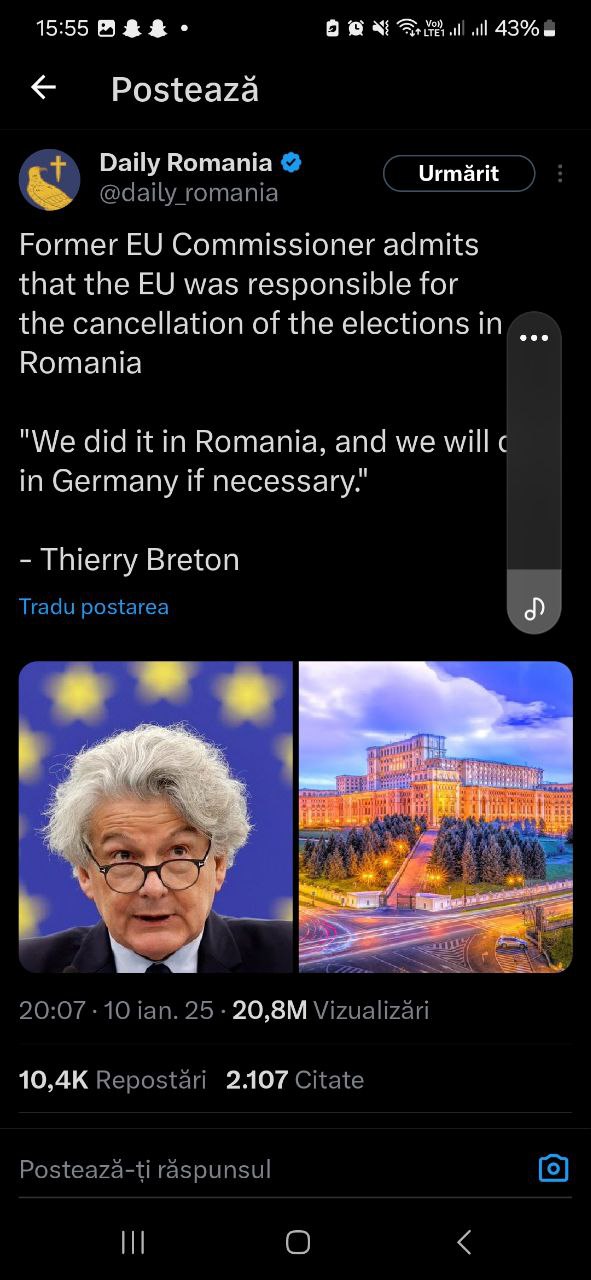 15:55
43%
Postează
Daily Romania
@daily_romania
Urmărit
Former EU Commissioner admits
that the EU was responsible for
the cancellation of the elections in
Romania
"We did it in Romania, and we will
in Germany if necessary."
- Thierry Breton
Tradu postarea
20:07 · 10 ian. 25 · 20,8M Vizualizări
10,4K Repostări 2.107 Citate
Postează-ți răspunsul